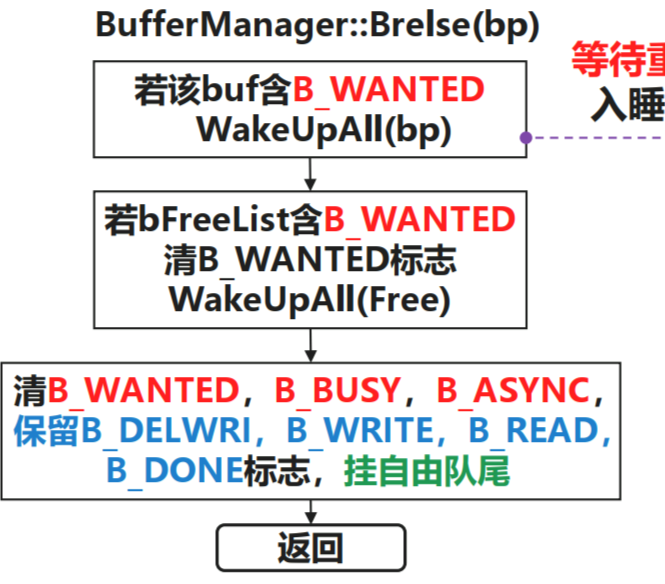 BufferManager::Brelse(bp)
等待重
入睡
若该buf含B_WANTED
WakeUpAll(bp)
若bFreeList含B_WANTED
清B_WANTED标志
WakeUpAll(Free)
清B_WANTED，B_BUSY，B_ASYNC，
保留B_DELWRI，B_WRITE，B_READ，
B_DONE标志，挂自由队尾
返回